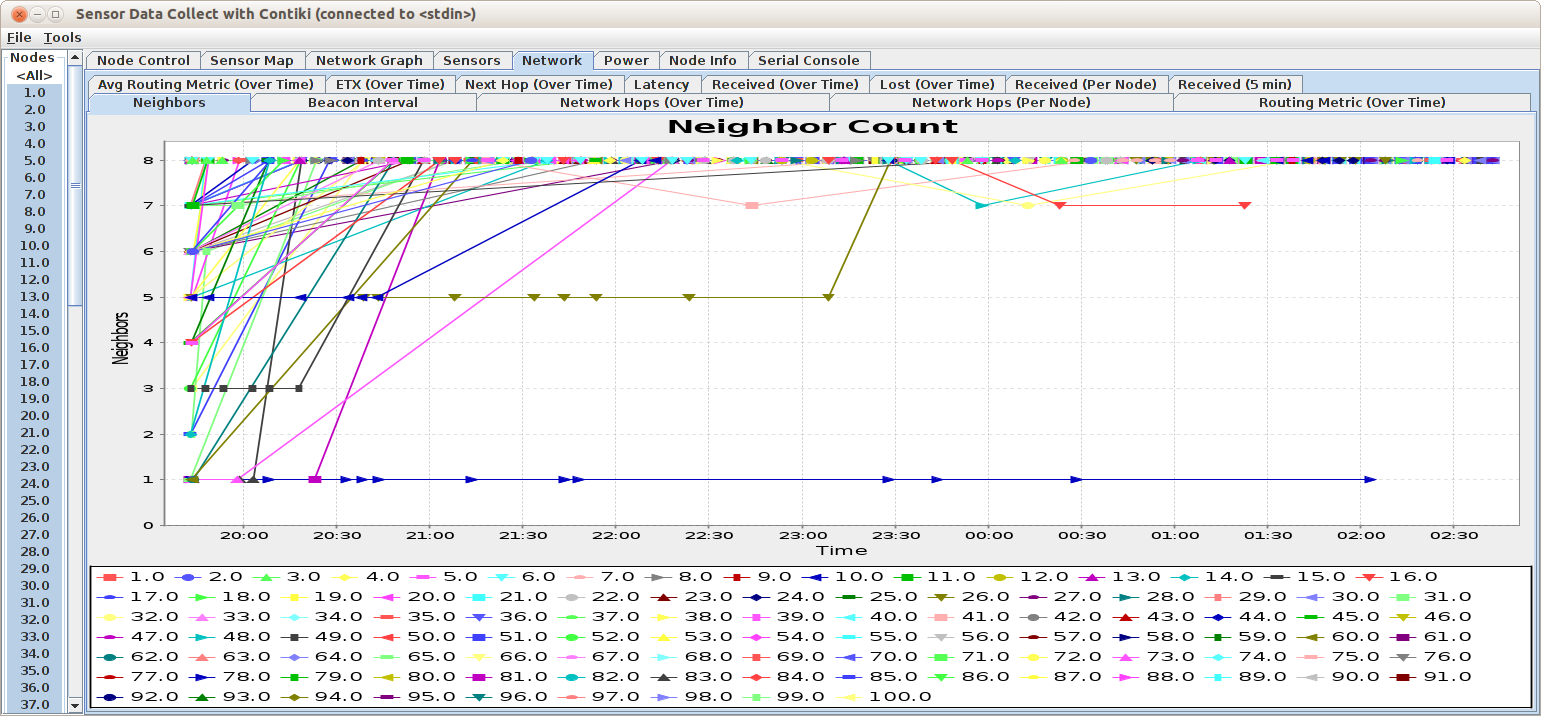 Sensor Data Collect with Contiki (connected to <stdin>)
File Tools
Nodes
<All>
1.0
2.0
3.0
4.0
5.0
6.0
7.0
8.0
9.0
10.0
11.0
12.0
13.0
14.0
15.0
16.0
17.0
18.0
19.0
20.0
21.0
22.0
23.0
24.0
25.0
26.0
27.0
28.0
29.0
30.0
31.0
32.0
33.0
34.0
35.0
36.0
37.0
Node Control Sensor Map Network Graph Sensors Network Power Node Info Serial Console
Avg Routing Metric (Over Time) ETX (Over Time) Next Hop (Over Time) Latency Received (Over Time) Lost (Over Time) Received (Per Node) Received (5 min)
Neighbors Beacon Interval Network Hops (Over Time) Network Hops (Per Node) Routing Metric (Over Time)
Neighbor Count
Neighbors
8
7
6
5
4
3
2
1
0
20:00 20:30 21:00 21:30 22:00 22:30 23:00 23:30 00:00 00:30 01:00 01:30 02:00 02:30
Time
1.0 2.0 3.0 4.0 5.0 6.0 7.0 8.0 9.0 10.0 11.0 12.0 13.0 14.0 15.0 16.0
17.0 18.0 19.0 20.0 21.0 22.0 23.0 24.0 25.0 26.0 27.0 28.0 29.0 30.0 31.0
32.0 33.0 34.0 35.0 36.0 37.0 38.0 39.0 40.0 41.0 42.0 43.0 44.0 45.0 46.0
47.0 48.0 49.0 50.0 51.0 52.0 53.0 54.0 55.0 56.0 57.0 58.0 59.0 60.0 61.0
62.0 63.0 64.0 65.0 66.0 67.0 68.0 69.0 70.0 71.0 72.0 73.0 74.0 75.0 76.0
77.0 78.0 79.0 80.0 81.0 82.0 83.0 84.0 85.0 86.0 87.0 88.0 89.0 90.0 91.0
92.0 93.0 94.0 95.0 96.0 97.0 98.0 99.0 100.0